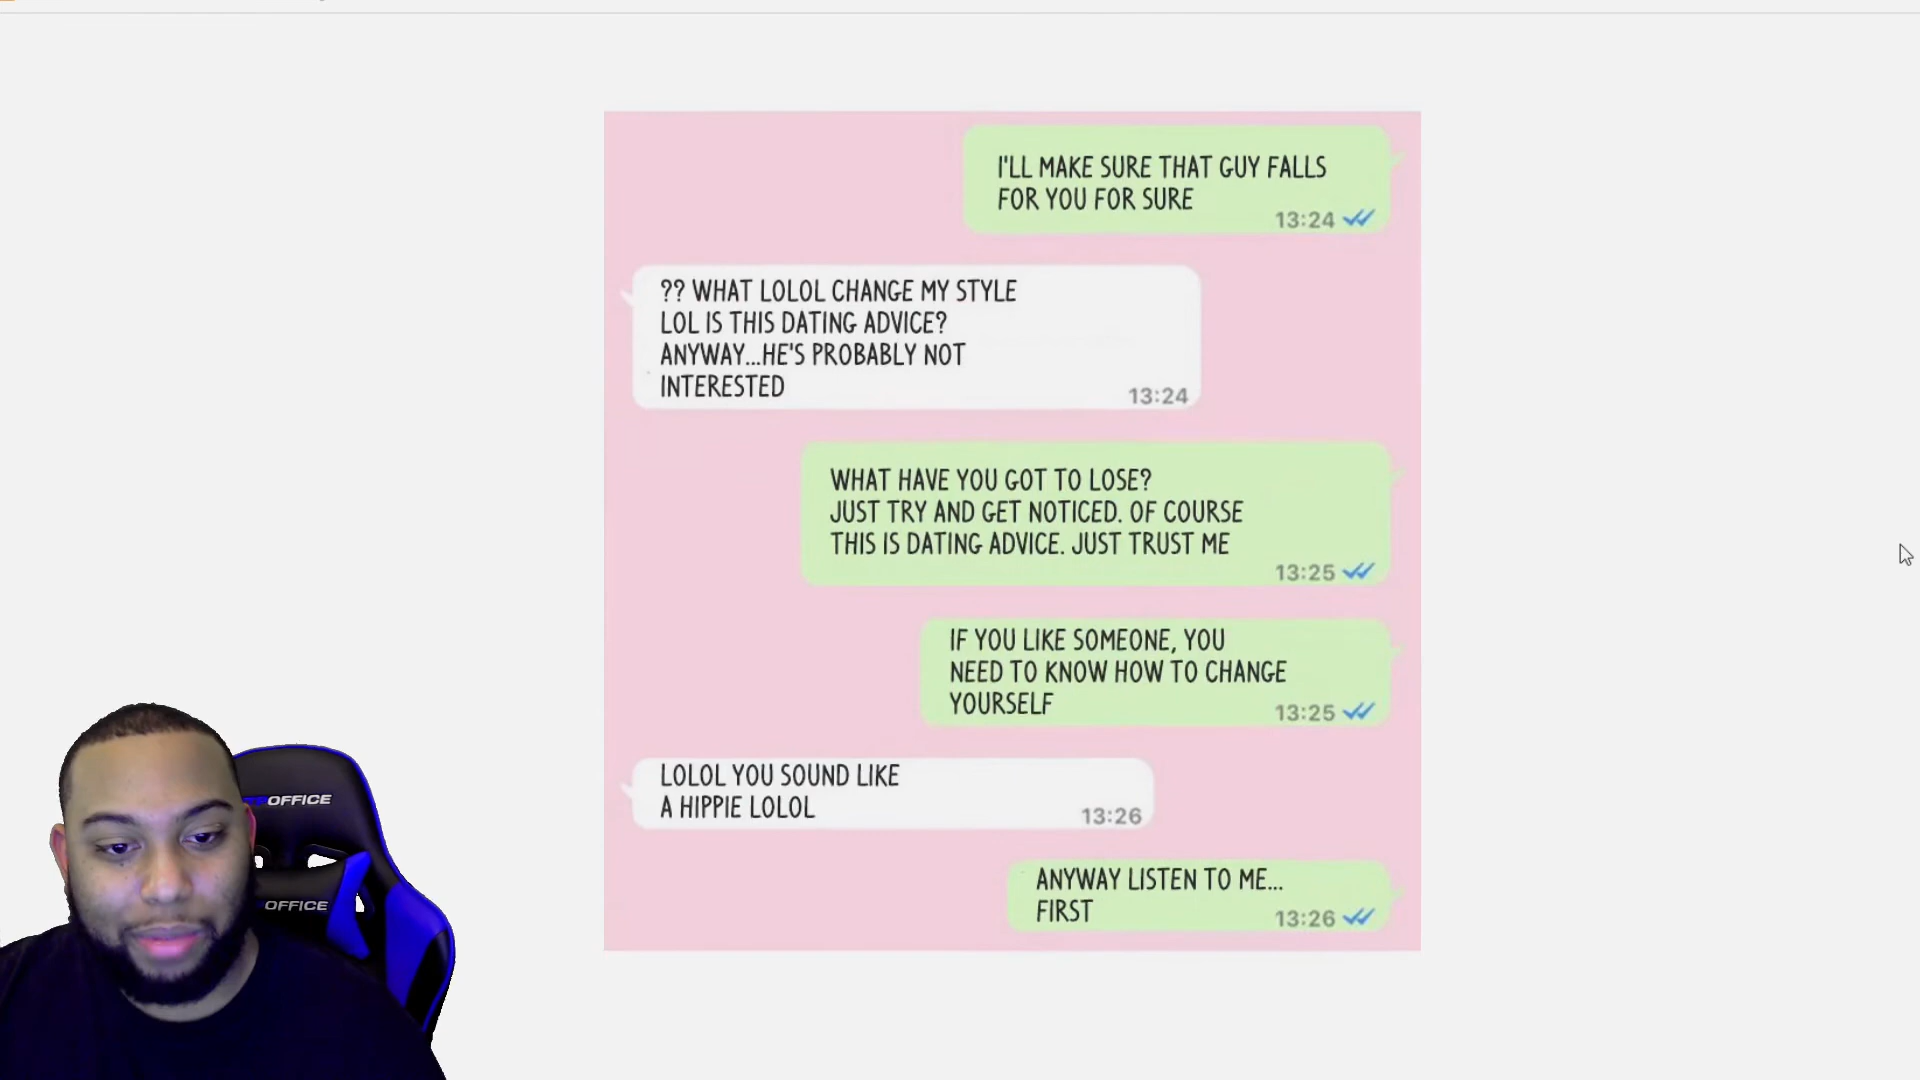 I'LL MAKE SURE THAT GUY FALLS
FOR YOU FOR SURE
13:24
?? WHAT LOLOL CHANGE MY STYLE
LOL IS THIS DATING ADVICE?
ANYWAY...HE'S PROBABLY NOT
INTERESTED
13:24
WHAT HAVE YOU GOT TO LOSE?
JUST TRY AND GET NOTICED. OF COURSE
THIS IS DATING ADVICE. JUST TRUST ME
13:25
IF YOU LIKE SOMEONE, YOU
NEED TO KNOW HOW TO CHANGE
YOURSELF
13:25
LOLOL YOU SOUND LIKE
A HIPPIE LOLOL
13:26
ANYWAY LISTEN TO ME...
FIRST
13:26
OFFICE
OFFICE